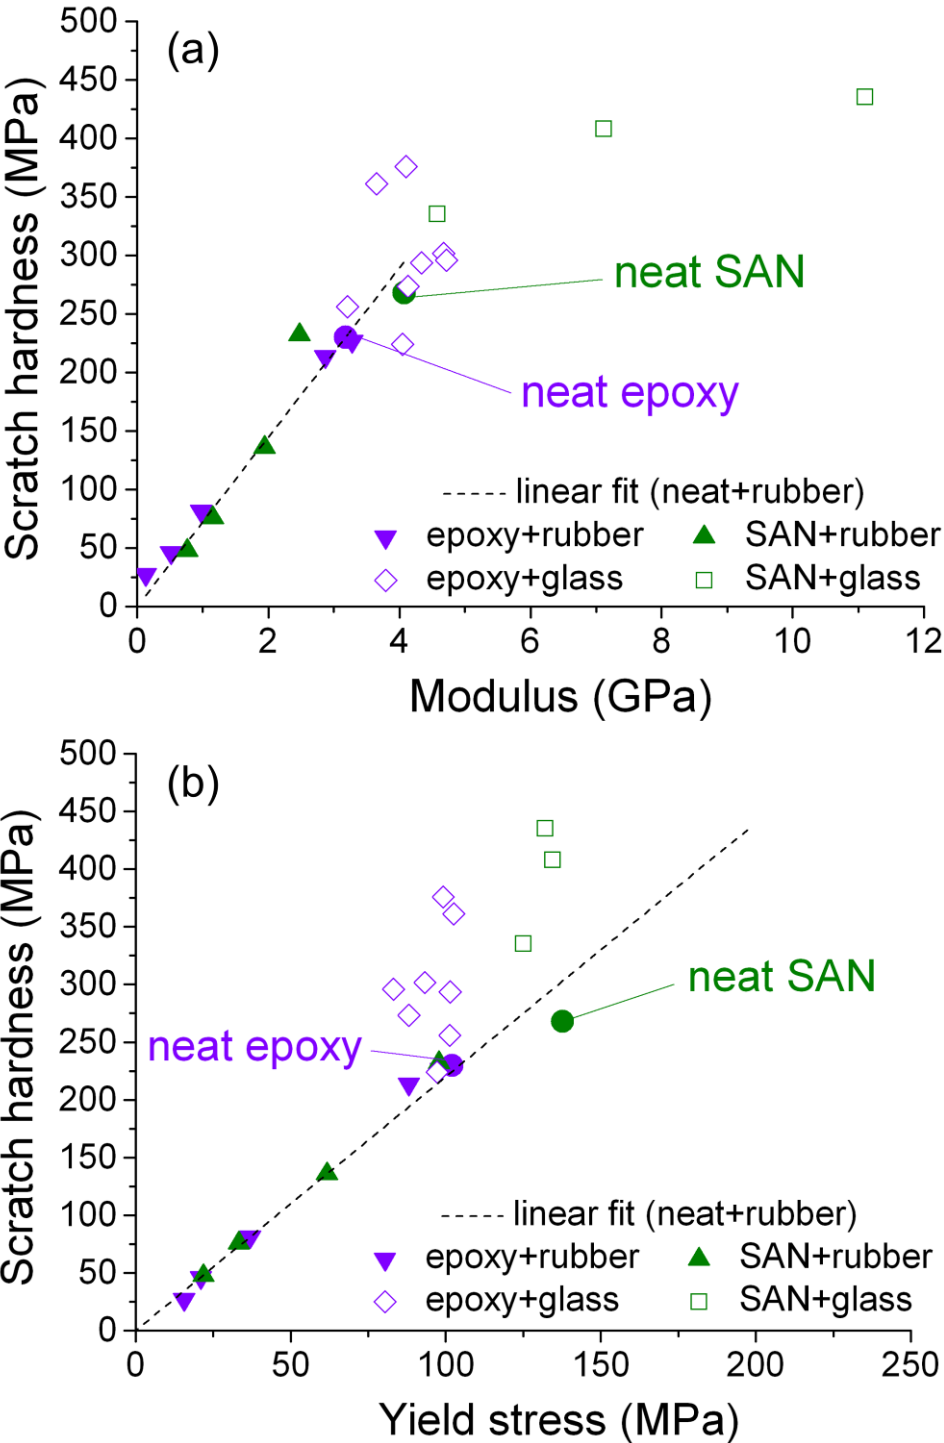 (a)
500
450
400
350
300
250
200
150
100
50
0
Scratch hardness (MPa)
neat SAN
neat epoxy
linear fit (neat+rubber)
epoxy+rubber
SAN+rubber
epoxy+glass
SAN+glass
0 2 4 6 8 10 12
Modulus (GPa)
(b)
500
450
400
350
300
250
200
150
100
50
0
Scratch hardness (MPa)
neat SAN
neat epoxy
linear fit (neat+rubber)
epoxy+rubber
SAN+rubber
epoxy+glass
SAN+glass
0 50 100 150 200 250
Yield stress (MPa)